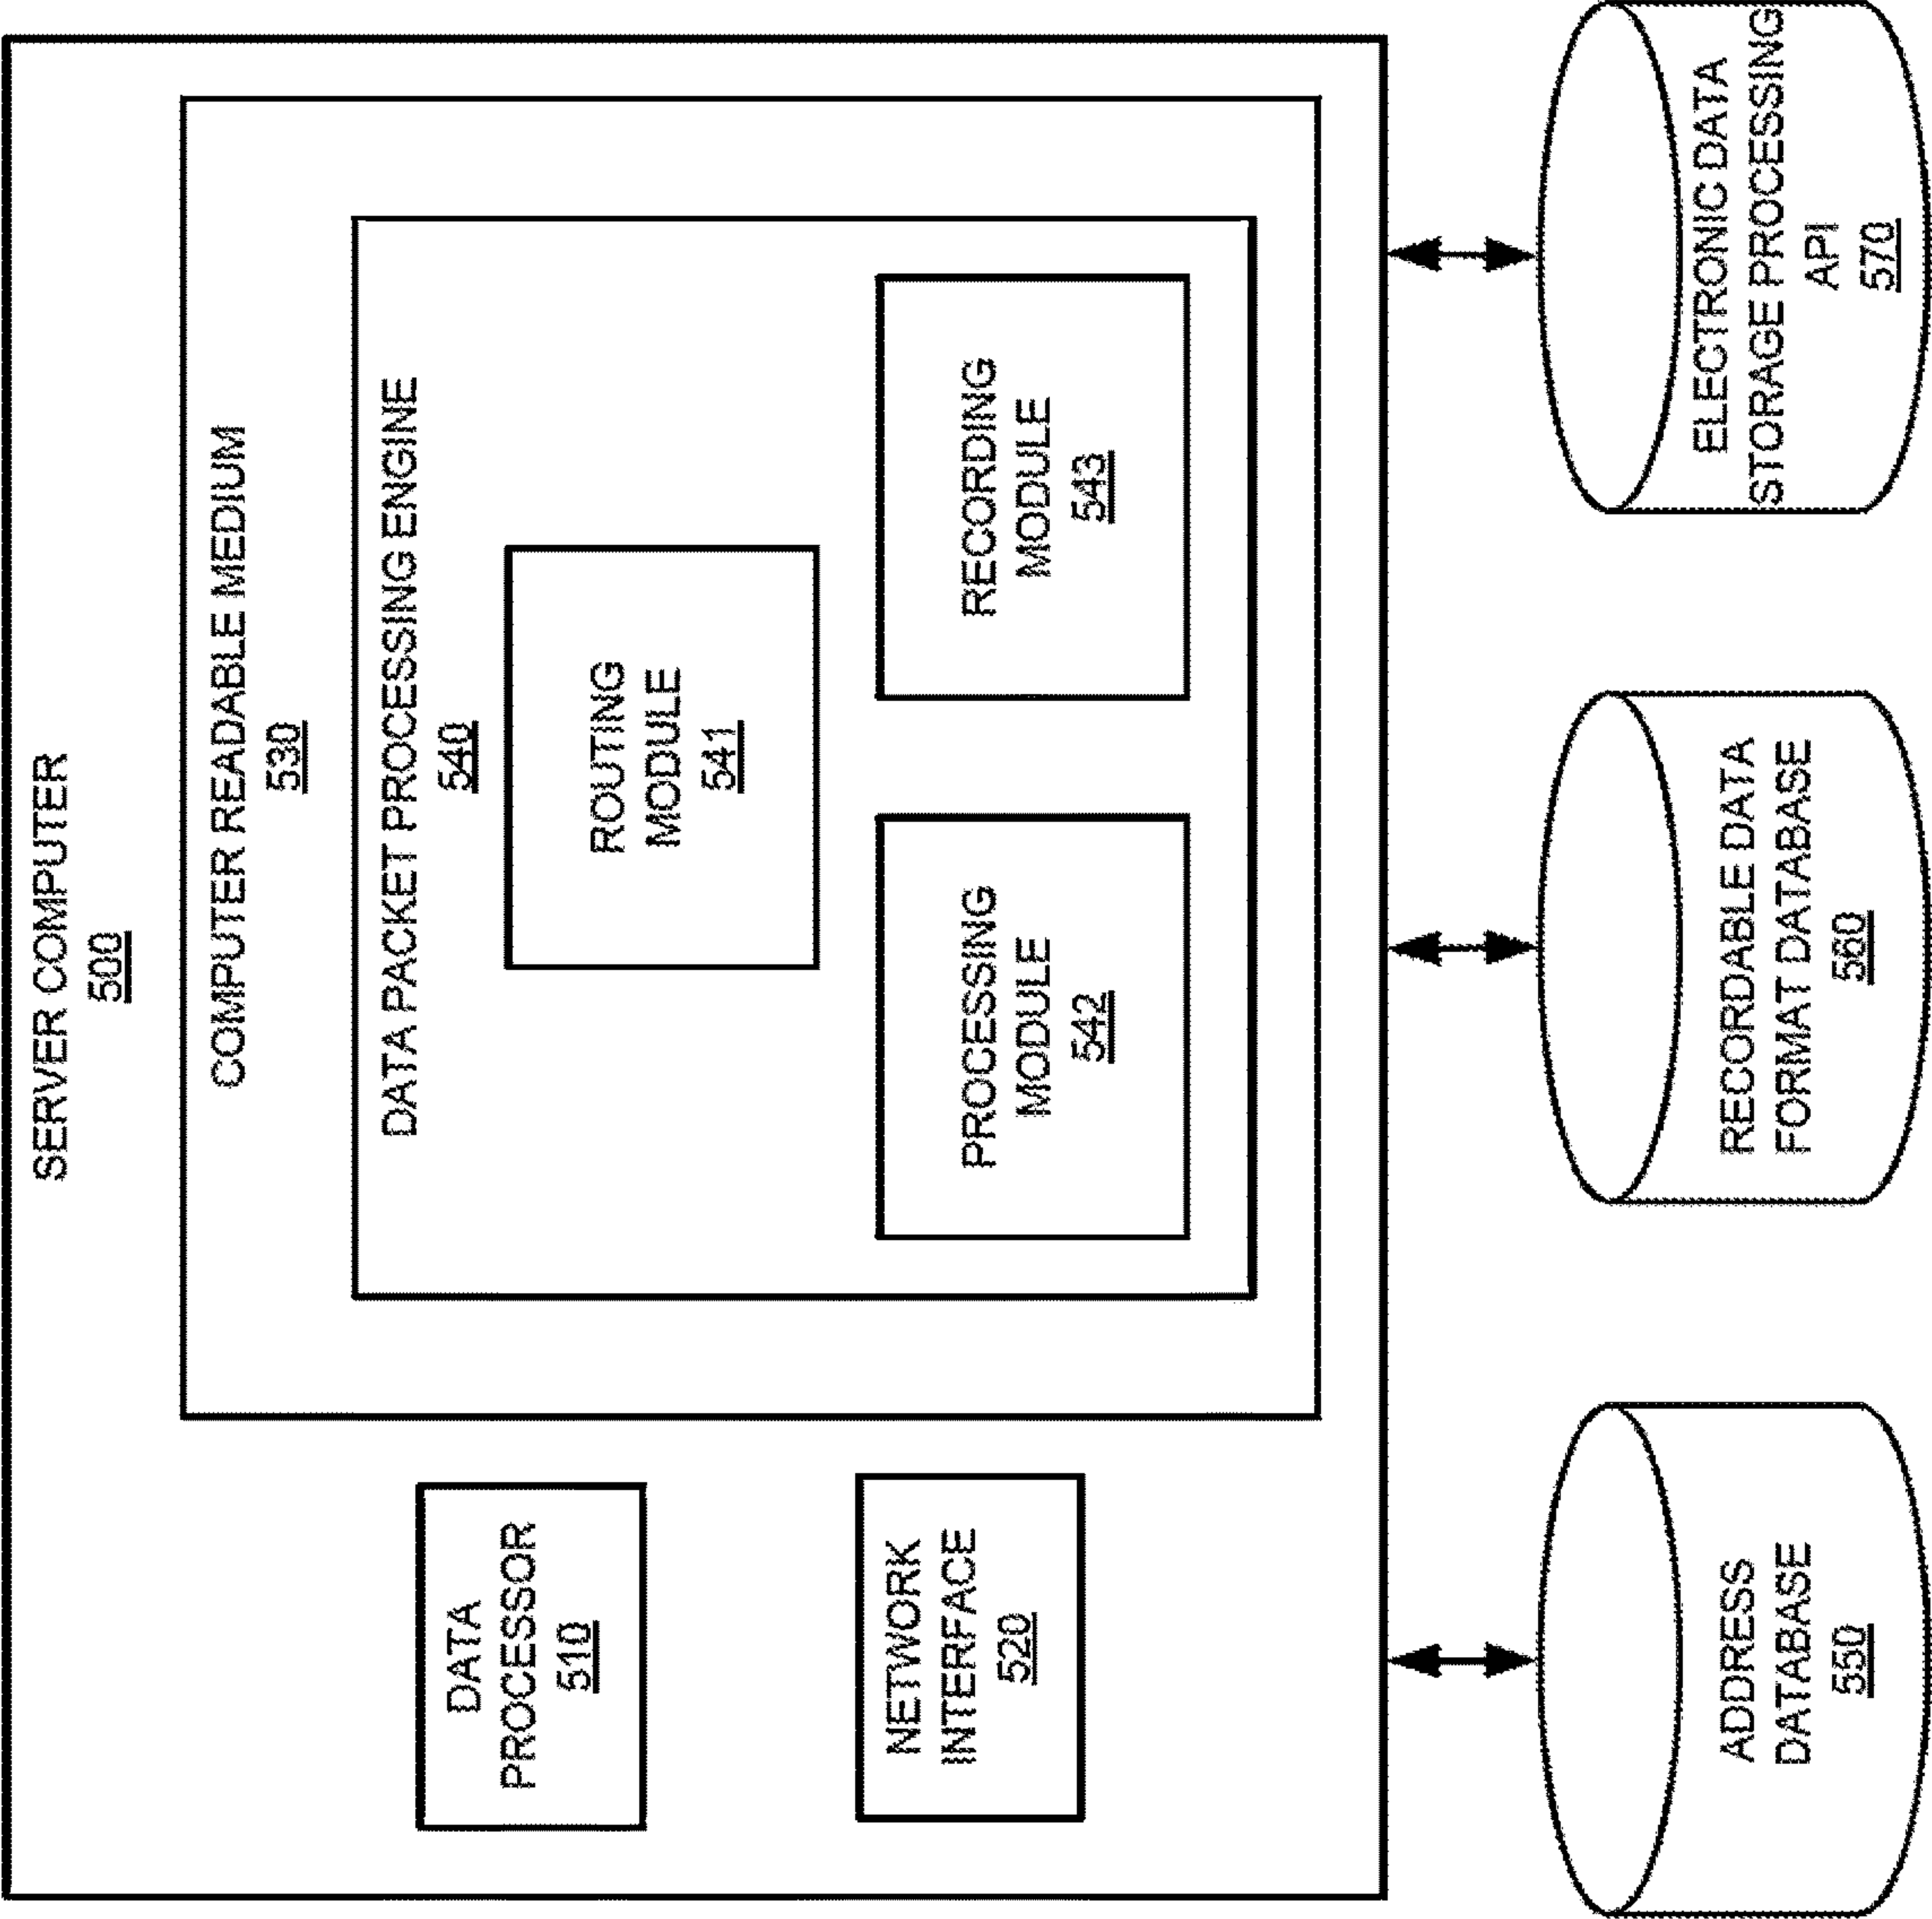 SERVER COMPUTER
500
COMPUTER READABLE MEDIUM
530
DATA PACKET PROCESSING ENGINE
540
ROUTING
MODULE
541
PROCESSING
MODULE
542
RECORDING
MODULE
543
DATA
PROCESSOR
510
NETWORK
INTERFACE
520
ADDRESS
DATABASE
550
RECORDABLE DATA
FORMAT DATABASE
560
ELECTRONIC DATA
STORAGE PROCESSING
API
570